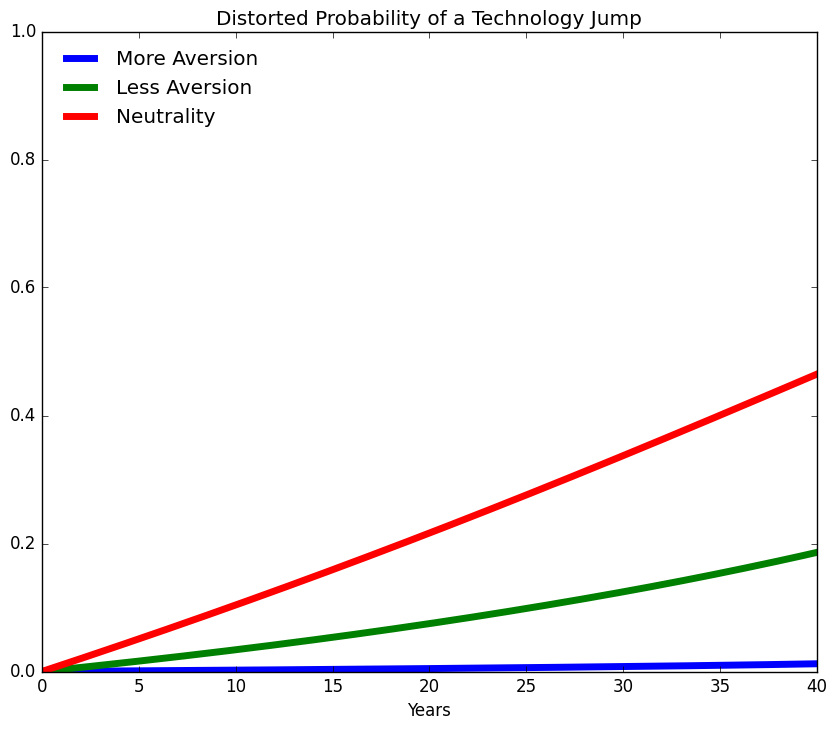 Distorted Probability of a Technology Jump
1.0
More Aversion
Less Aversion
Neutrality
0.8
0.6
0.4
0.2
0.0
0 5 10 15 20 25 30 35 40
Years